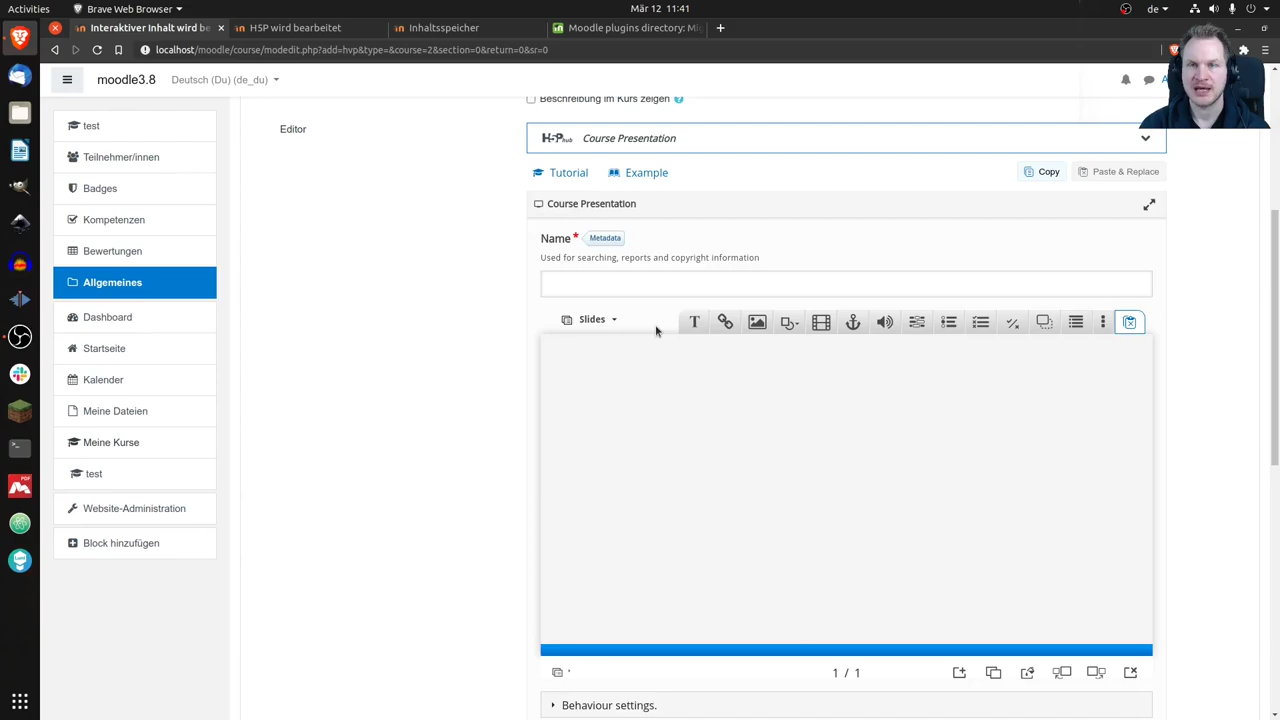 Activities
Brave Web Browser
Mär 12 11:41
de
Interaktiver Inhalt wird be
H5P wird bearbeitet
Inhaltsspeicher
Moodle plugins directory: Mig
localhost/moodle/course/modedit.php?add=hvp&type=&course=2&section=0&return=0&sr=0
moodle3.8
Deutsch (Du) (de_du)
test
Teilnehmer/innen
Badges
Kompetenzen
Bewertungen
Allgemeines
Dashboard
Startseite
Kalender
Meine Dateien
Meine Kurse
test
Website-Administration
Block hinzufügen
Beschreibung im Kurs zeigen
Editor
H5P hub Course Presentation
Tutorial
Example
Copy
Paste & Replace
Course Presentation
Name * Metadata
Used for searching, reports and copyright information
Slides
1 / 1
Behaviour settings.